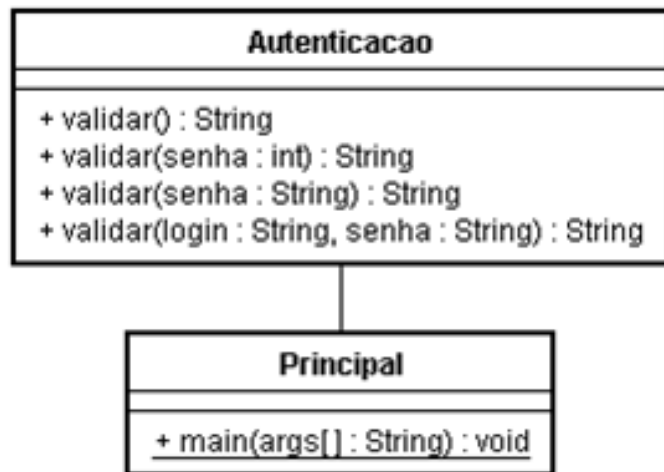 Autenticacao
+ validar() : String
+ validar(senha : int) : String
+ validar(senha : String) : String
+ validar(login : String, senha : String) : String
Principal
+ main(args[] : String) : void